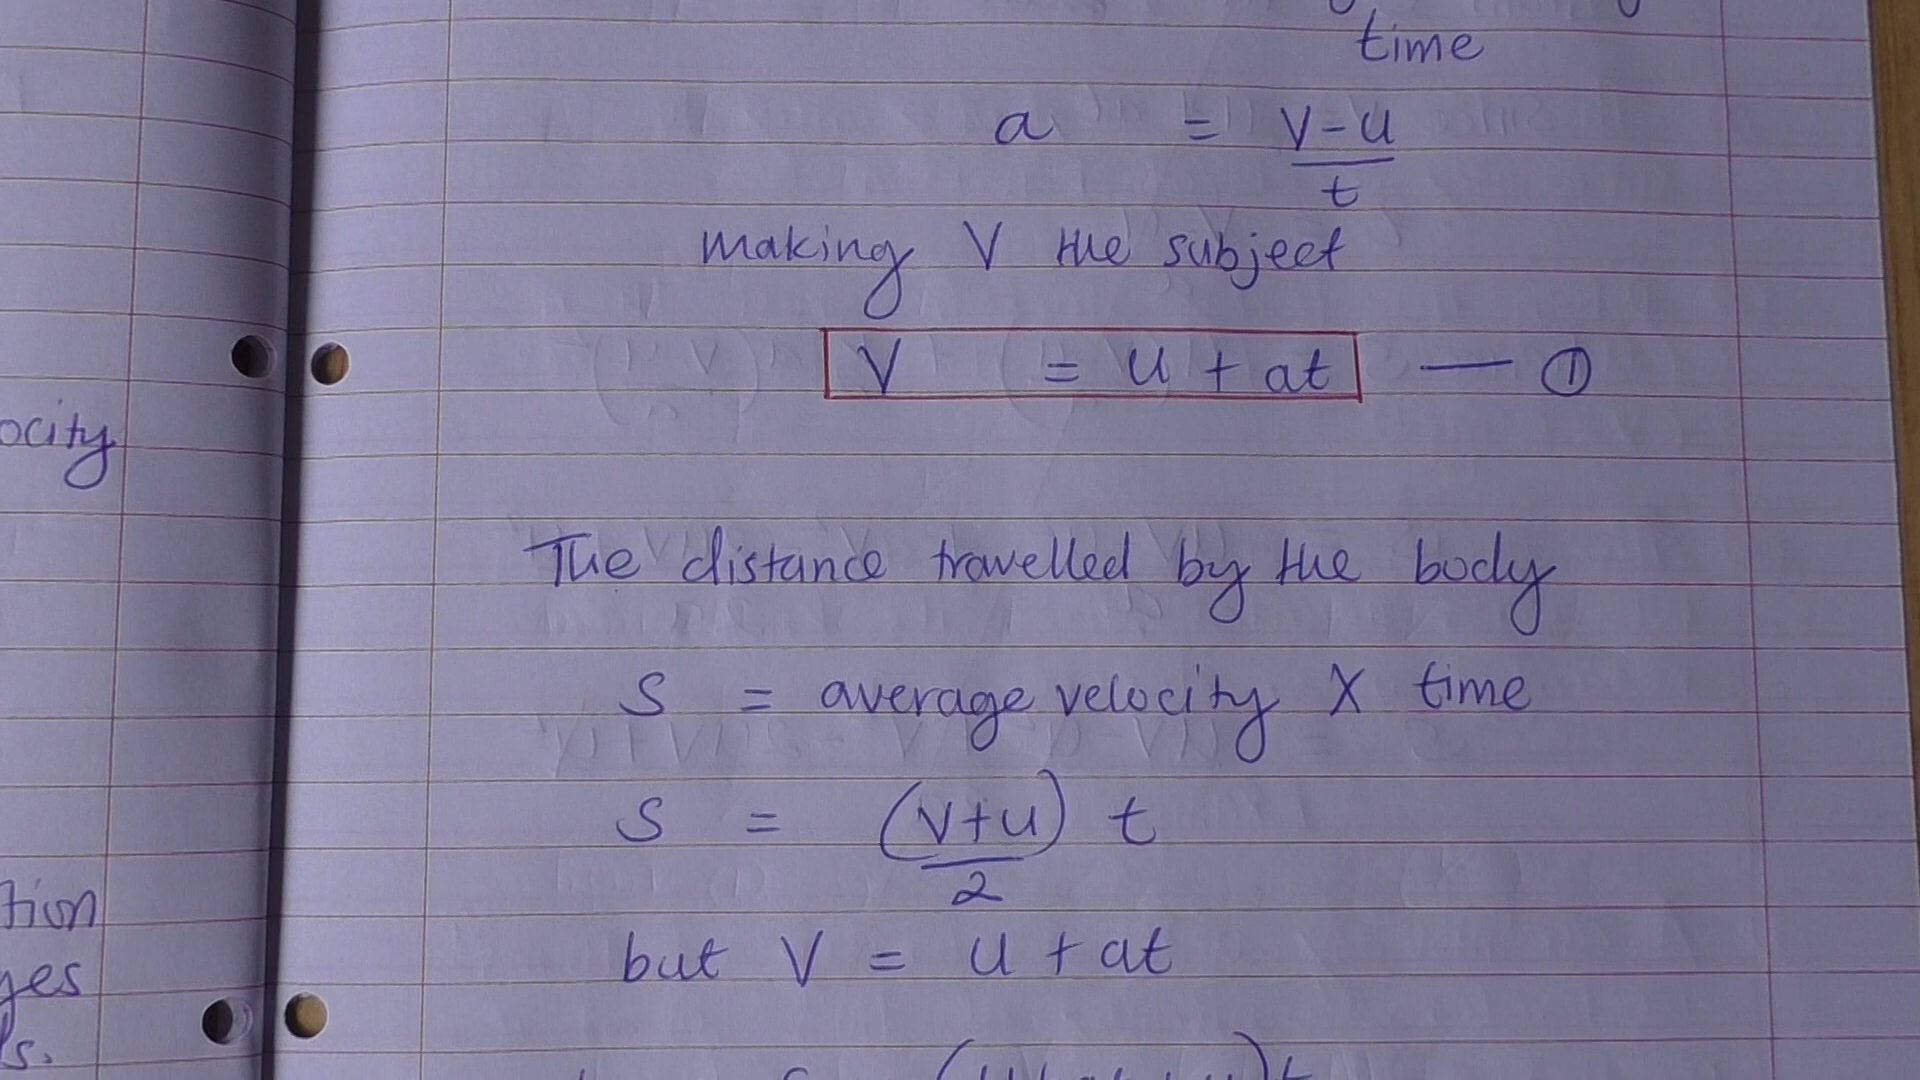 ocity
time
a = v-u
t
making V the subject
V = u + at — ①
The distance travelled by the body
S = average velocity X time
S = (v+u) t
2
but V = u + at